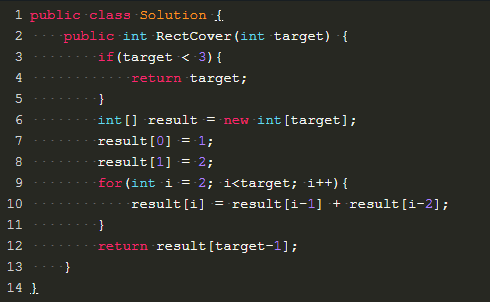 1 public class Solution {
2     public int RectCover(int target) {
3         if(target < 3){
4             return target;
5         }
6         int[] result = new int[target];
7         result[0] = 1;
8         result[1] = 2;
9         for(int i = 2; i<target; i++){
10             result[i] = result[i-1] + result[i-2];
11         }
12         return result[target-1];
13     }
14 }